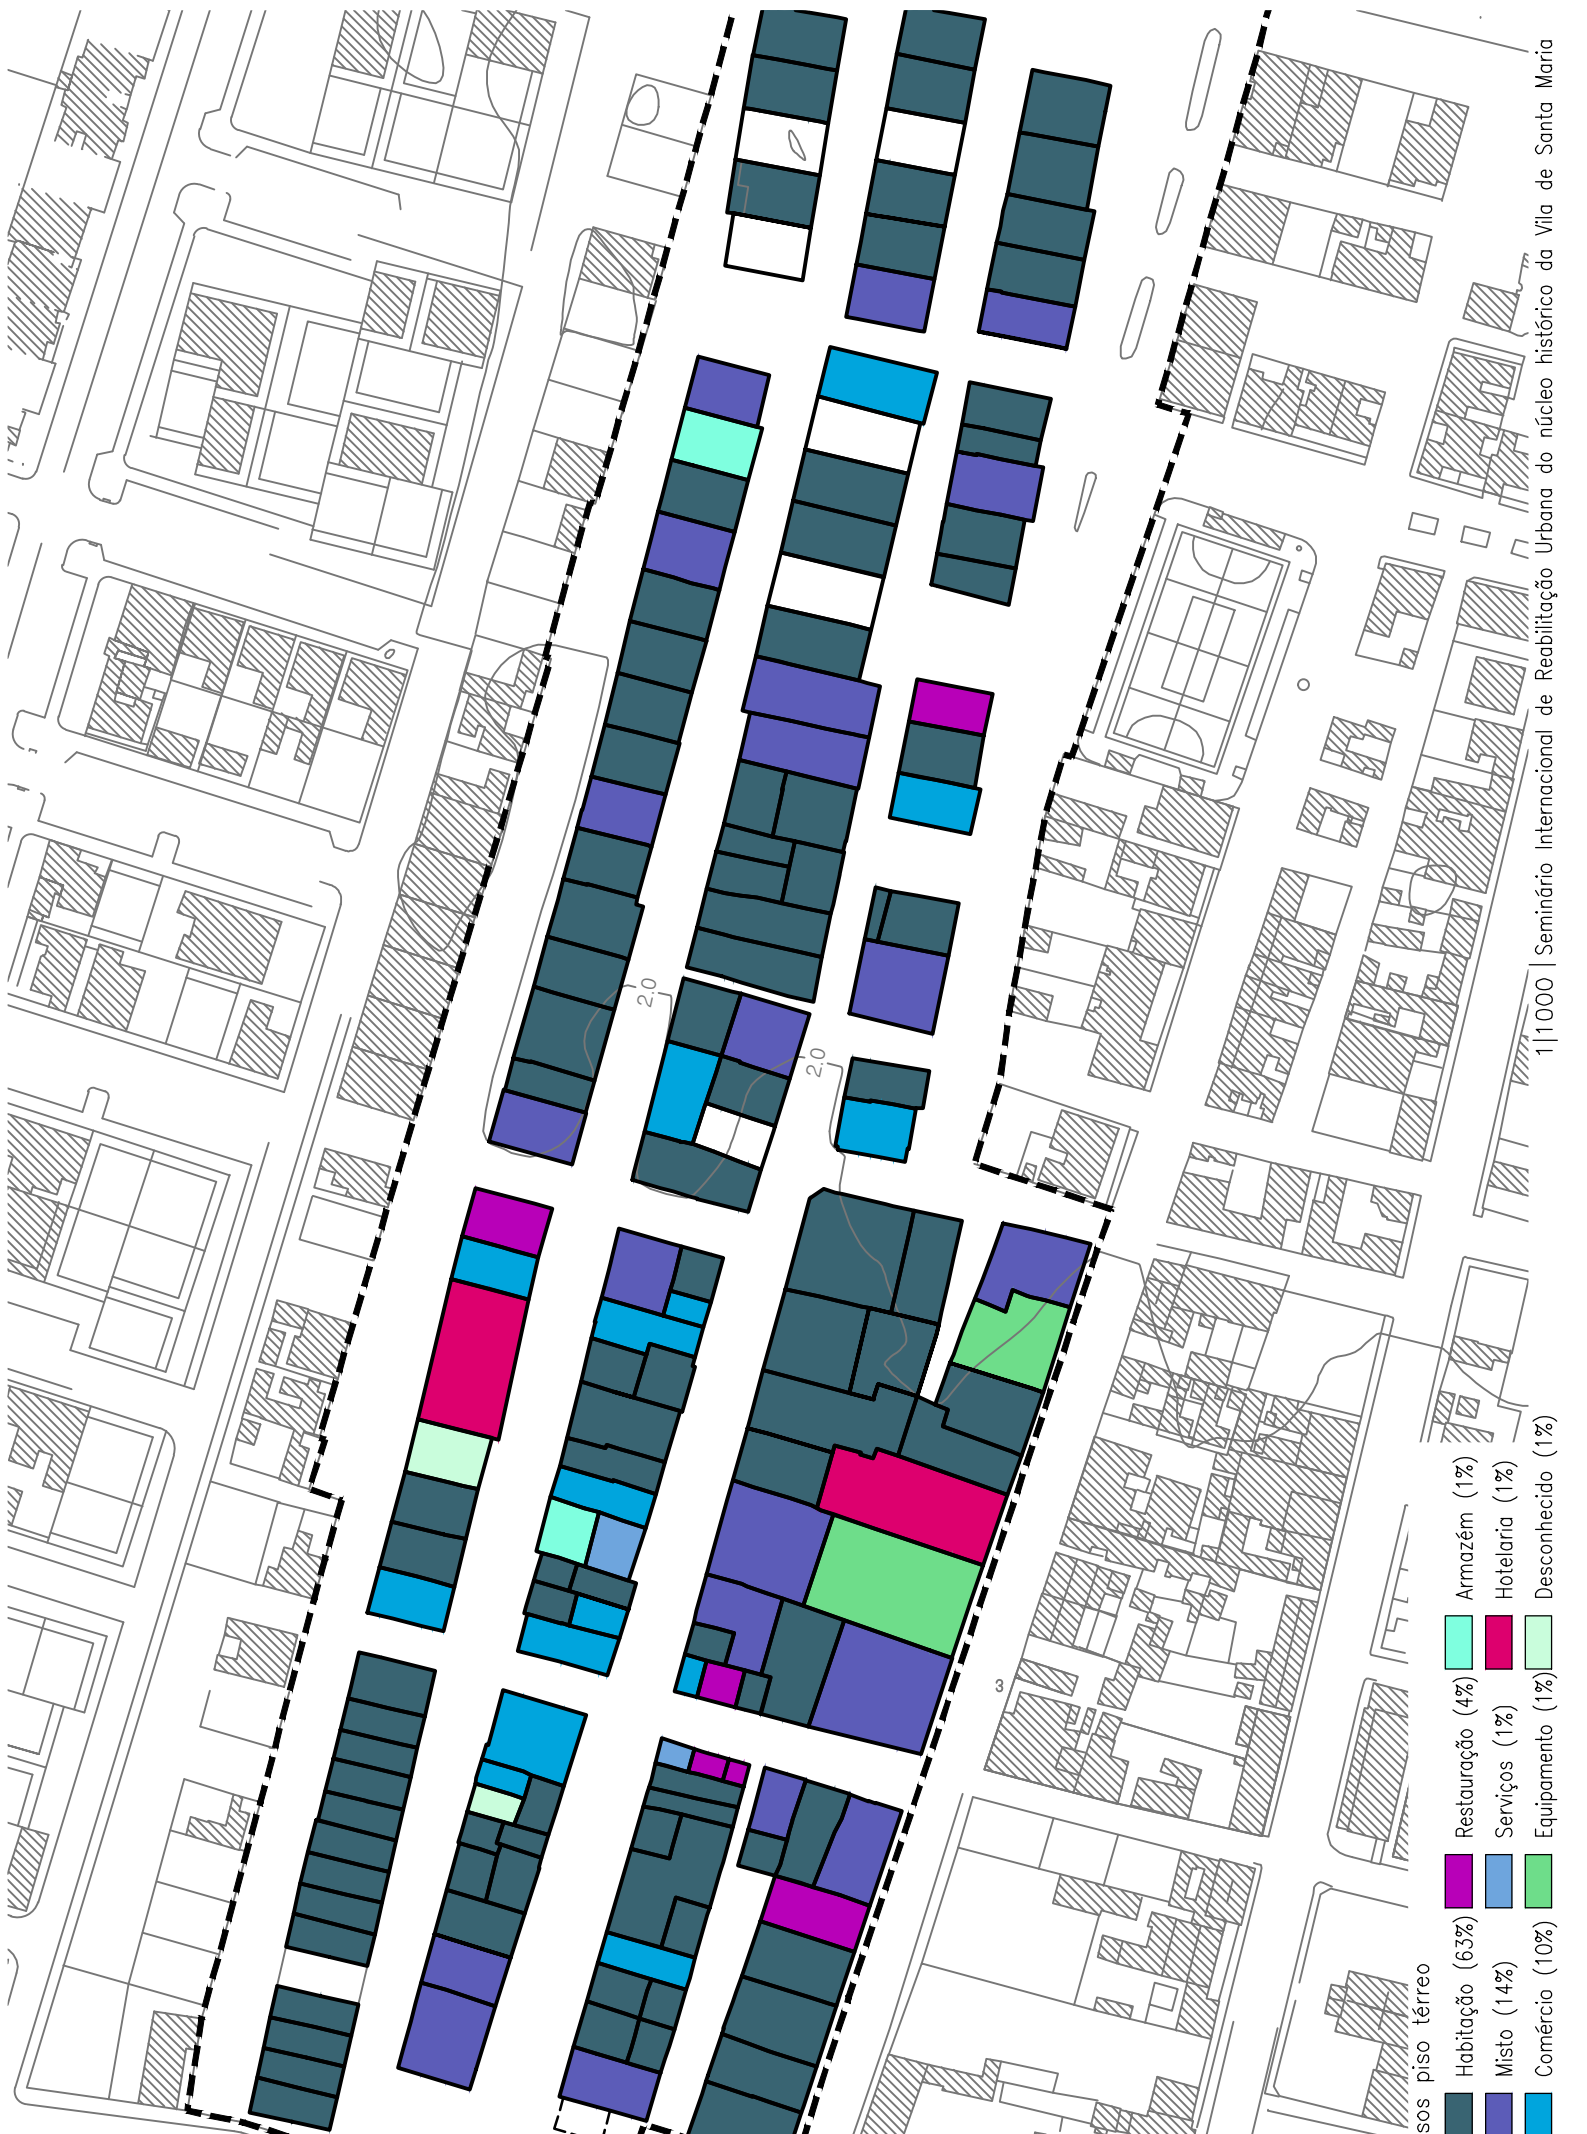 1|1000 | Seminário Internacional de Reabilitação Urbana do núcleo histórico da Vila de Santa Maria
sos piso térreo
Habitação (63%)
Misto (14%)
Comércio (10%)
Restauração (4%)
Serviços (1%)
Equipamento (1%)
Armazém (1%)
Hotelaria (1%)
Desconhecido (1%)
2.0
2.0
3